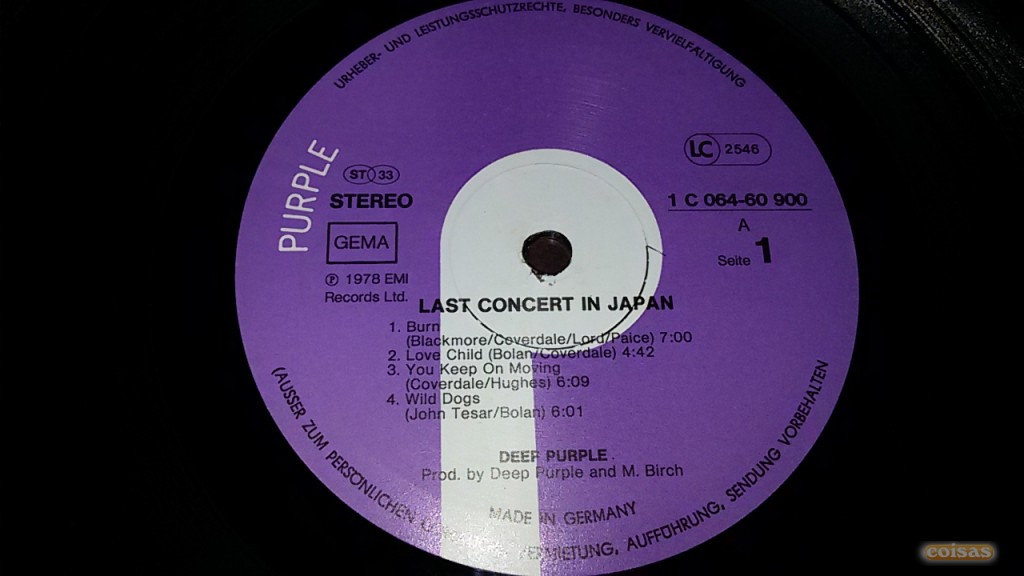 URHEBER- UND LEISTUNGSSCHUTZRECHTE, BESONDERS VERVIELFÄLTIGUNG
PURPLE
ST 33
STEREO
GEMA
℗ 1978 EMI
Records Ltd.
LC 2546
1 C 064-60 900
A
Seite 1
LAST CONCERT IN JAPAN
1. Burn
(Blackmore/Coverdale/Lord/Paice) 7:00
2. Love Child (Bolan/Coverdale) 4:42
3. You Keep On Moving
(Coverdale/Hughes) 6:09
4. Wild Dogs
(John Tesar/Bolan) 6:01
DEEP PURPLE
Prod. by Deep Purple and M. Birch
MADE IN GERMANY
(AUSSER ZUM PERSÖNLICHEN VERMIETUNG, AUFFÜHRUNG, SENDUNG VORBEHALTEN
coisas